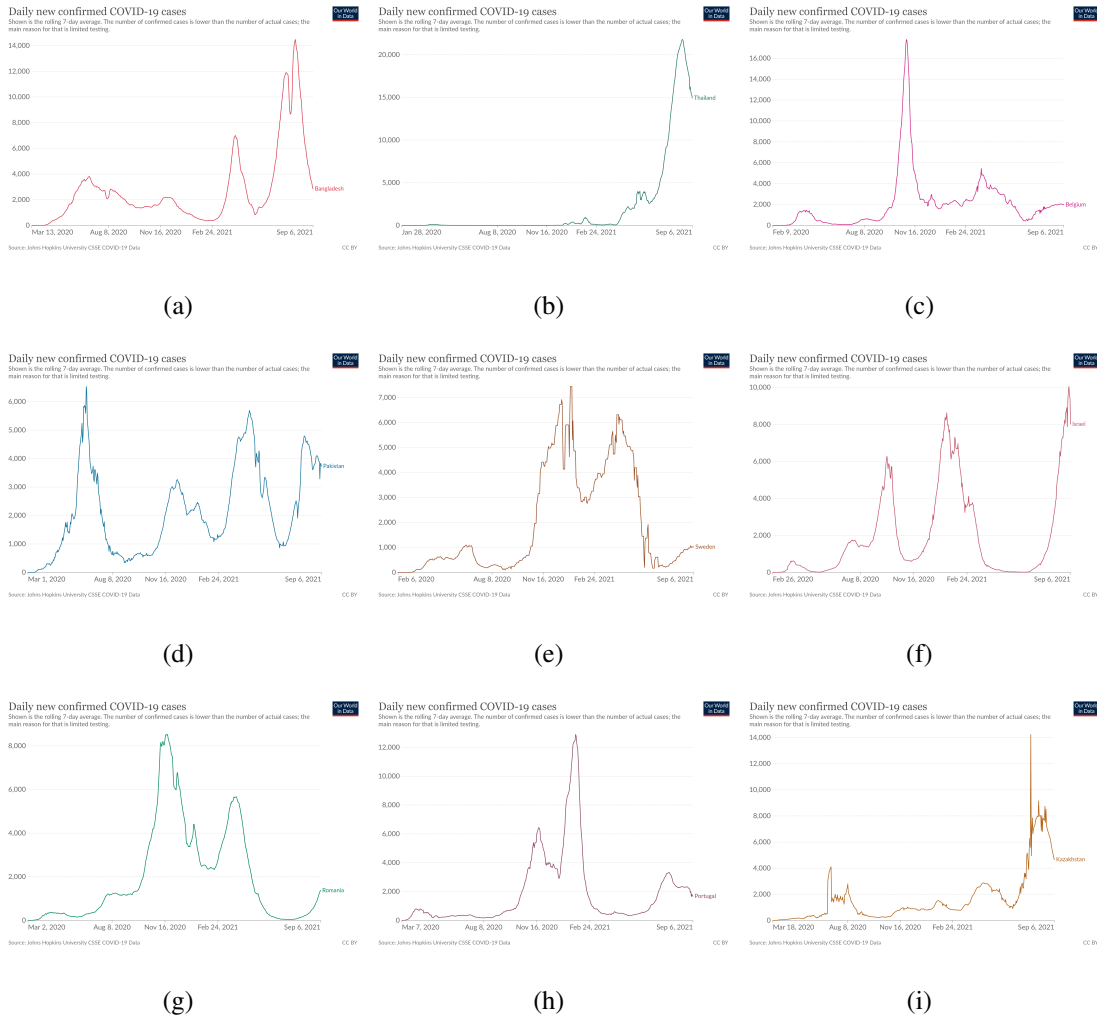 Daily new confirmed COVID-19 cases
Shown is the rolling 7-day average. The number of confirmed cases is lower than the number of actual cases; the
main reason for that is limited testing.
Our World
in Data
14,000
12,000
10,000
8,000
6,000
4,000
2,000
0
Bangladesh
Mar 13, 2020 Aug 8, 2020 Nov 16, 2020 Feb 24, 2021 Sep 6, 2021
Source: Johns Hopkins University CSSE COVID-19 Data CC BY
(a)
Daily new confirmed COVID-19 cases
Shown is the rolling 7-day average. The number of confirmed cases is lower than the number of actual cases; the
main reason for that is limited testing.
Our World
in Data
20,000
15,000
10,000
5,000
0
Thailand
Jan 28, 2020 Aug 8, 2020 Nov 16, 2020 Feb 24, 2021 Sep 6, 2021
Source: Johns Hopkins University CSSE COVID-19 Data CC BY
(b)
Daily new confirmed COVID-19 cases
Shown is the rolling 7-day average. The number of confirmed cases is lower than the number of actual cases; the
main reason for that is limited testing.
Our World
in Data
16,000
14,000
12,000
10,000
8,000
6,000
4,000
2,000
0
Belgium
Feb 9, 2020 Aug 8, 2020 Nov 16, 2020 Feb 24, 2021 Sep 6, 2021
Source: Johns Hopkins University CSSE COVID-19 Data CC BY
(c)
Daily new confirmed COVID-19 cases
Shown is the rolling 7-day average. The number of confirmed cases is lower than the number of actual cases; the
main reason for that is limited testing.
Our World
in Data
6,000
5,000
4,000
3,000
2,000
1,000
0
Pakistan
Mar 1, 2020 Aug 8, 2020 Nov 16, 2020 Feb 24, 2021 Sep 6, 2021
Source: Johns Hopkins University CSSE COVID-19 Data CC BY
(d)
Daily new confirmed COVID-19 cases
Shown is the rolling 7-day average. The number of confirmed cases is lower than the number of actual cases; the
main reason for that is limited testing.
Our World
in Data
7,000
6,000
5,000
4,000
3,000
2,000
1,000
0
Sweden
Feb 6, 2020 Aug 8, 2020 Nov 16, 2020 Feb 24, 2021 Sep 6, 2021
Source: Johns Hopkins University CSSE COVID-19 Data CC BY
(e)
Daily new confirmed COVID-19 cases
Shown is the rolling 7-day average. The number of confirmed cases is lower than the number of actual cases; the
main reason for that is limited testing.
Our World
in Data
10,000
8,000
6,000
4,000
2,000
0
Israel
Feb 26, 2020 Aug 8, 2020 Nov 16, 2020 Feb 24, 2021 Sep 6, 2021
Source: Johns Hopkins University CSSE COVID-19 Data CC BY
(f)
Daily new confirmed COVID-19 cases
Shown is the rolling 7-day average. The number of confirmed cases is lower than the number of actual cases; the
main reason for that is limited testing.
Our World
in Data
8,000
6,000
4,000
2,000
0
Romania
Mar 2, 2020 Aug 8, 2020 Nov 16, 2020 Feb 24, 2021 Sep 6, 2021
Source: Johns Hopkins University CSSE COVID-19 Data CC BY
(g)
Daily new confirmed COVID-19 cases
Shown is the rolling 7-day average. The number of confirmed cases is lower than the number of actual cases; the
main reason for that is limited testing.
Our World
in Data
12,000
10,000
8,000
6,000
4,000
2,000
0
Portugal
Mar 7, 2020 Aug 8, 2020 Nov 16, 2020 Feb 24, 2021 Sep 6, 2021
Source: Johns Hopkins University CSSE COVID-19 Data CC BY
(h)
Daily new confirmed COVID-19 cases
Shown is the rolling 7-day average. The number of confirmed cases is lower than the number of actual cases; the
main reason for that is limited testing.
Our World
in Data
14,000
12,000
10,000
8,000
6,000
4,000
2,000
0
Kazakhstan
Mar 18, 2020 Aug 8, 2020 Nov 16, 2020 Feb 24, 2021 Sep 6, 2021
Source: Johns Hopkins University CSSE COVID-19 Data CC BY
(i)